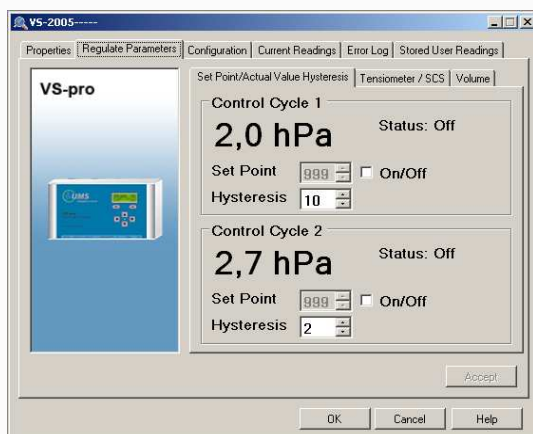 VS-2005-----
Properties Regulate Parameters Configuration Current Readings Error Log Stored User Readings
VS-pro
UMS
Set Point/Actual Value Hysteresis Tensiometer / SCS Volume
Control Cycle 1
2,0 hPa Status: Off
Set Point 999 On/Off
Hysteresis 10
Control Cycle 2
2,7 hPa Status: Off
Set Point 999 On/Off
Hysteresis 2
Accept
OK Cancel Help